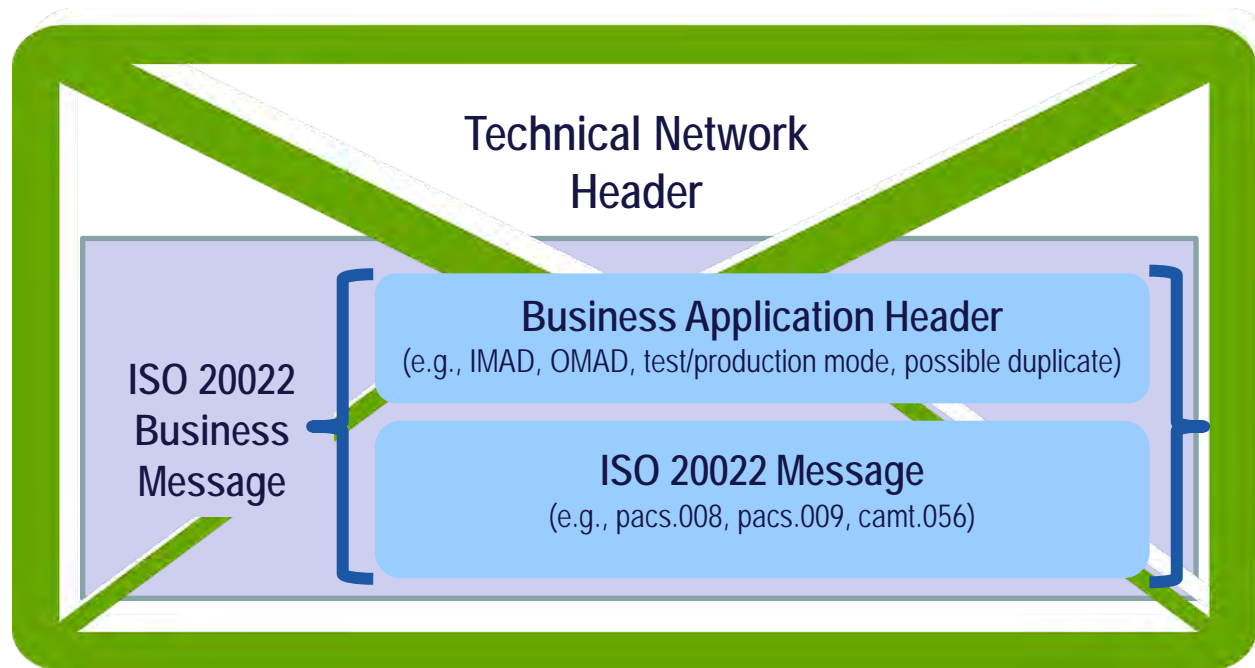 Technical Network
Header
Business Application Header
(e.g., IMAD, OMAD, test/production mode, possible duplicate)
ISO 20022
Business
Message
ISO 20022 Message
(e.g., pacs.008, pacs.009, camt.056)